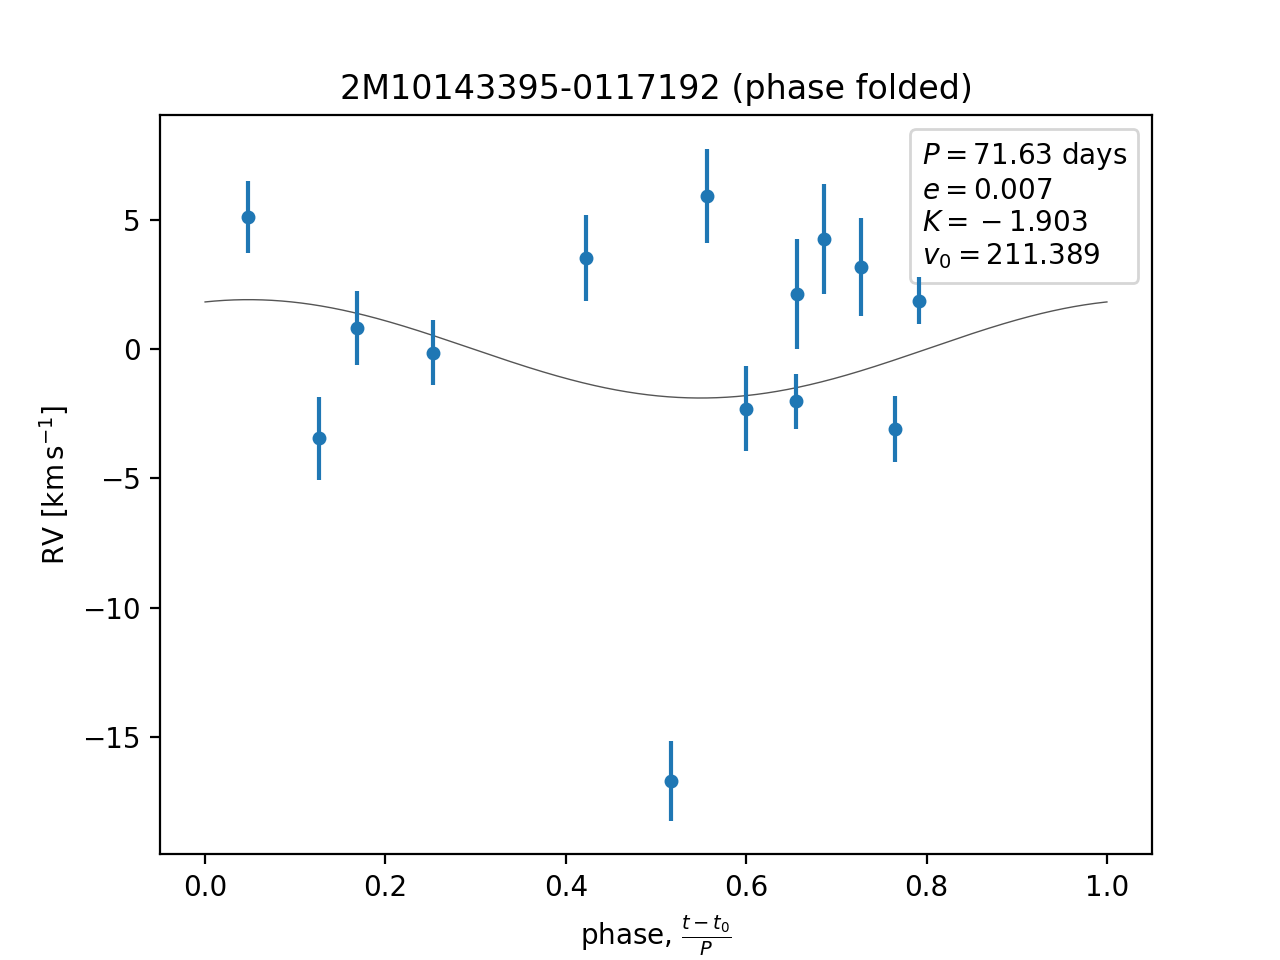 2M10143395-0117192 (phase folded)
P = 71.63 days
e = 0.007
K = −1.903
v₀ = 211.389
RV [km s⁻¹]
5
0
−5
−10
−15
0.0 0.2 0.4 0.6 0.8 1.0
phase, (t − t₀)/P